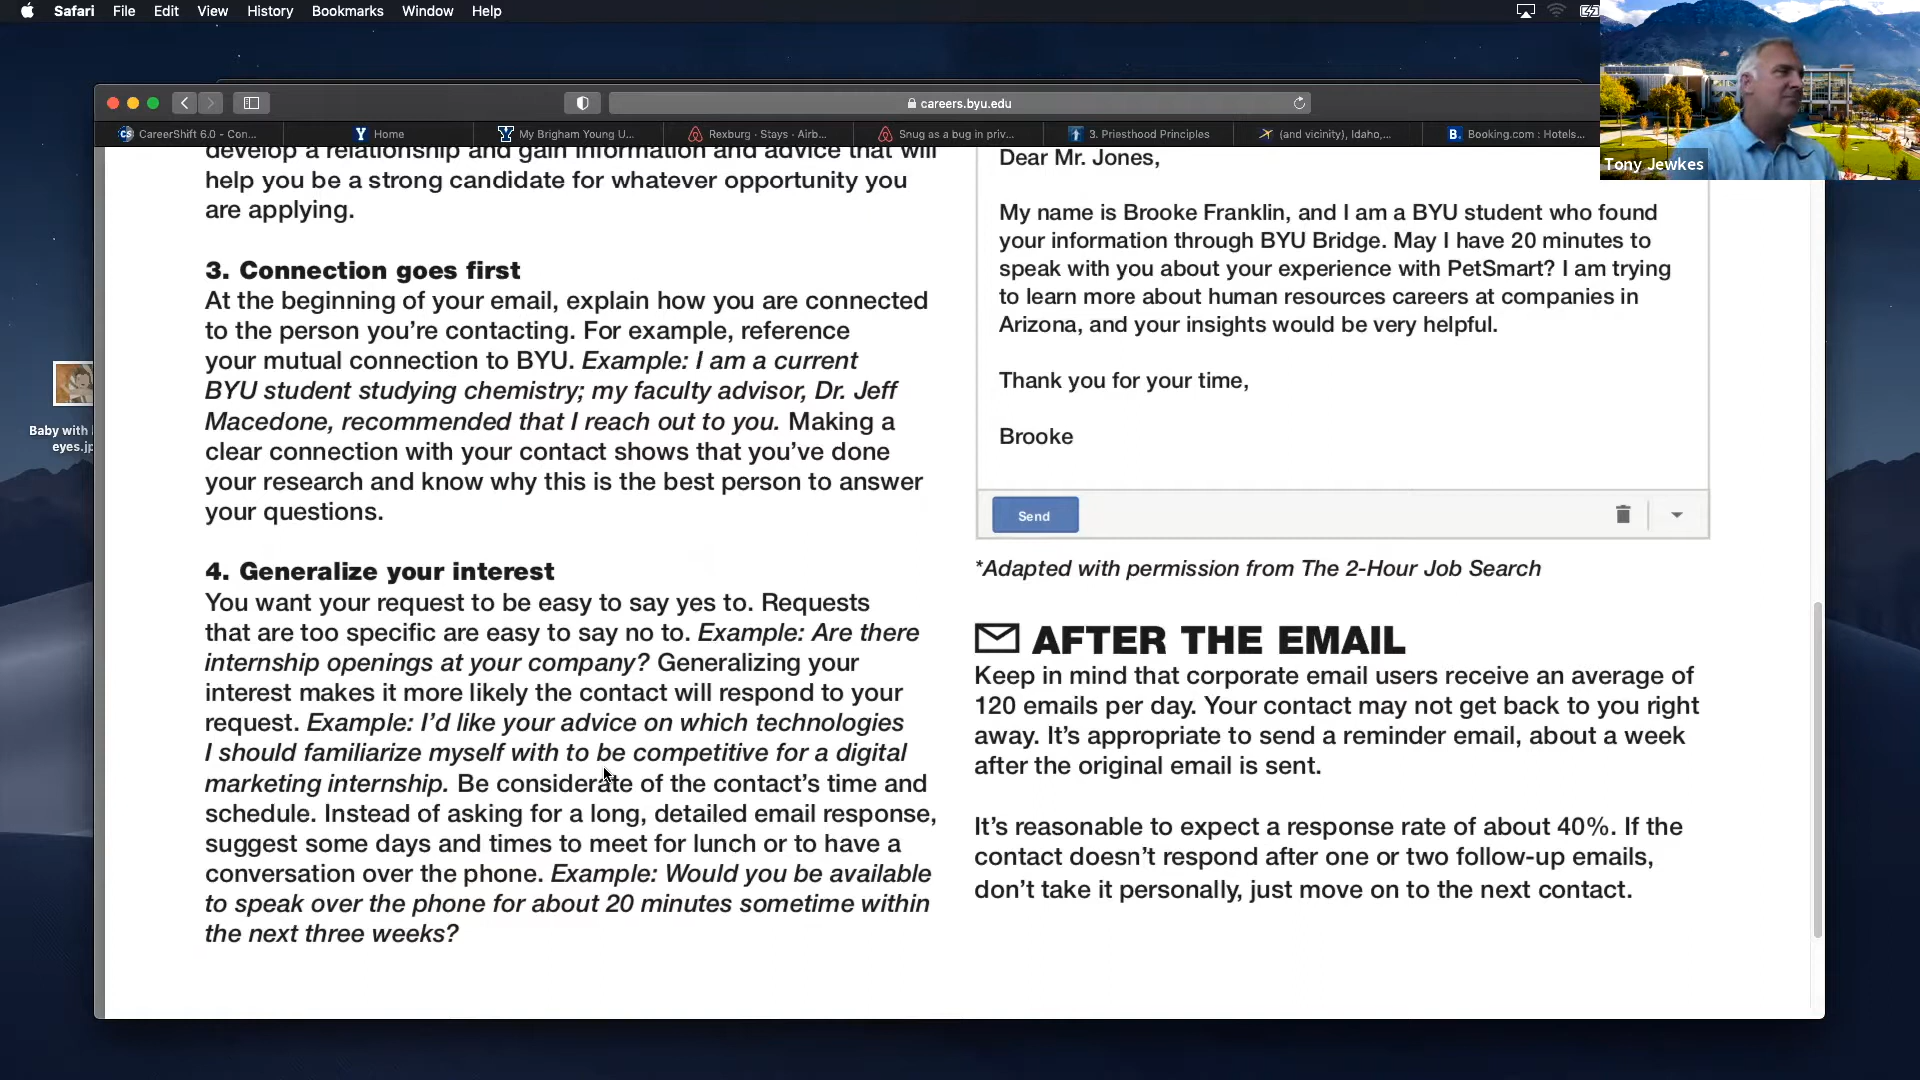 Safari File Edit View History Bookmarks Window Help
careers.byu.edu
CareerShift 6.0 - Con...
Home
My Brigham Young U...
Rexburg · Stays · Airb...
Snug as a bug in priv...
3. Priesthood Principles
(and vicinity), Idaho,...
Booking.com : Hotels...
Tony Jewkes
Baby with
eyes.jp
develop a relationship and gain information and advice that will
help you be a strong candidate for whatever opportunity you
are applying.
3. Connection goes first
At the beginning of your email, explain how you are connected
to the person you’re contacting. For example, reference
your mutual connection to BYU. Example: I am a current
BYU student studying chemistry; my faculty advisor, Dr. Jeff
Macedone, recommended that I reach out to you. Making a
clear connection with your contact shows that you’ve done
your research and know why this is the best person to answer
your questions.
4. Generalize your interest
You want your request to be easy to say yes to. Requests
that are too specific are easy to say no to. Example: Are there
internship openings at your company? Generalizing your
interest makes it more likely the contact will respond to your
request. Example: I’d like your advice on which technologies
I should familiarize myself with to be competitive for a digital
marketing internship. Be considerate of the contact’s time and
schedule. Instead of asking for a long, detailed email response,
suggest some days and times to meet for lunch or to have a
conversation over the phone. Example: Would you be available
to speak over the phone for about 20 minutes sometime within
the next three weeks?
Dear Mr. Jones,
My name is Brooke Franklin, and I am a BYU student who found
your information through BYU Bridge. May I have 20 minutes to
speak with you about your experience with PetSmart? I am trying
to learn more about human resources careers at companies in
Arizona, and your insights would be very helpful.
Thank you for your time,
Brooke
Send
*Adapted with permission from The 2-Hour Job Search
AFTER THE EMAIL
Keep in mind that corporate email users receive an average of
120 emails per day. Your contact may not get back to you right
away. It’s appropriate to send a reminder email, about a week
after the original email is sent.
It’s reasonable to expect a response rate of about 40%. If the
contact doesn’t respond after one or two follow-up emails,
don’t take it personally, just move on to the next contact.